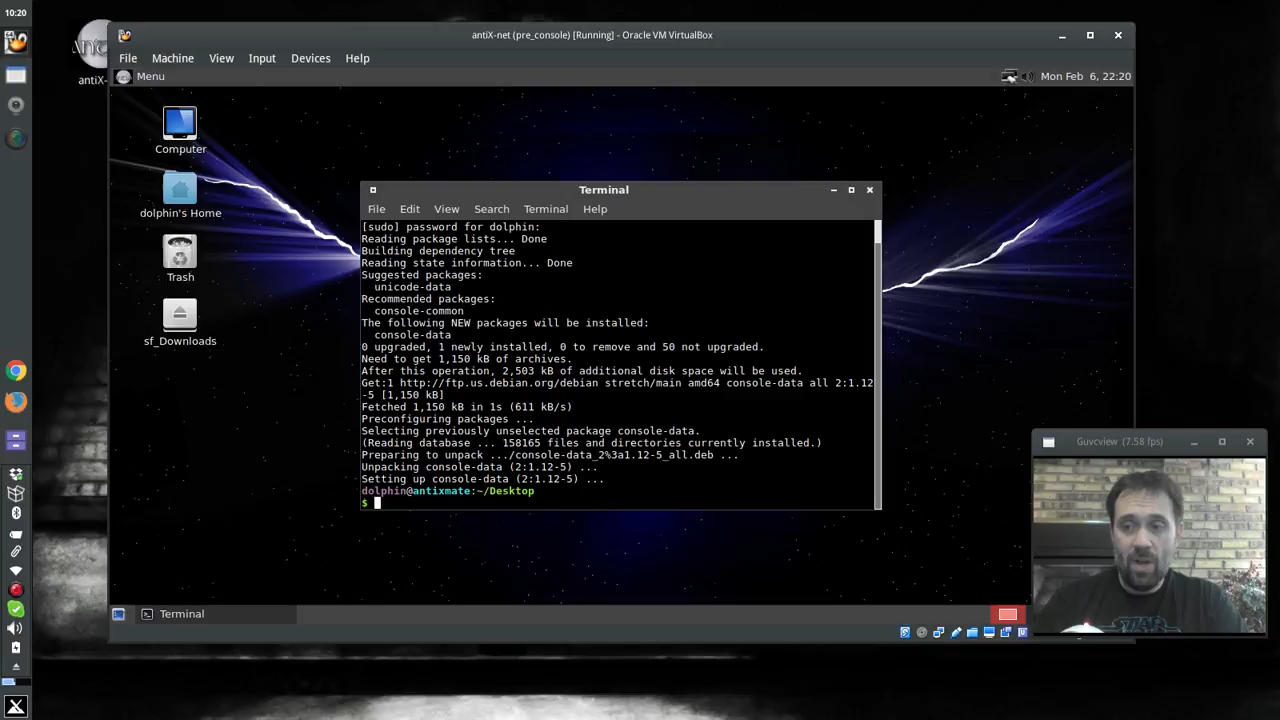 10:20
antiX-net (pre_console) [Running] - Oracle VM VirtualBox
File Machine View Input Devices Help
Menu
Mon Feb 6, 22:20
antiX-
Computer
dolphin's Home
Trash
sf_Downloads
Terminal
File Edit View Search Terminal Help
[sudo] password for dolphin:
Reading package lists... Done
Building dependency tree
Reading state information... Done
Suggested packages:
unicode-data
Recommended packages:
console-common
The following NEW packages will be installed:
console-data
0 upgraded, 1 newly installed, 0 to remove and 50 not upgraded.
Need to get 1,150 kB of archives.
After this operation, 2,503 kB of additional disk space will be used.
Get:1 http://ftp.us.debian.org/debian stretch/main amd64 console-data all 2:1.12
-5 [1,150 kB]
Fetched 1,150 kB in 1s (611 kB/s)
Preconfiguring packages ...
Selecting previously unselected package console-data.
(Reading database ... 158165 files and directories currently installed.)
Preparing to unpack .../console-data_2%3a1.12-5_all.deb ...
Unpacking console-data (2:1.12-5) ...
Setting up console-data (2:1.12-5) ...
dolphin@antixmate:~/Desktop
$
Terminal
Guvcview (7.58 fps)